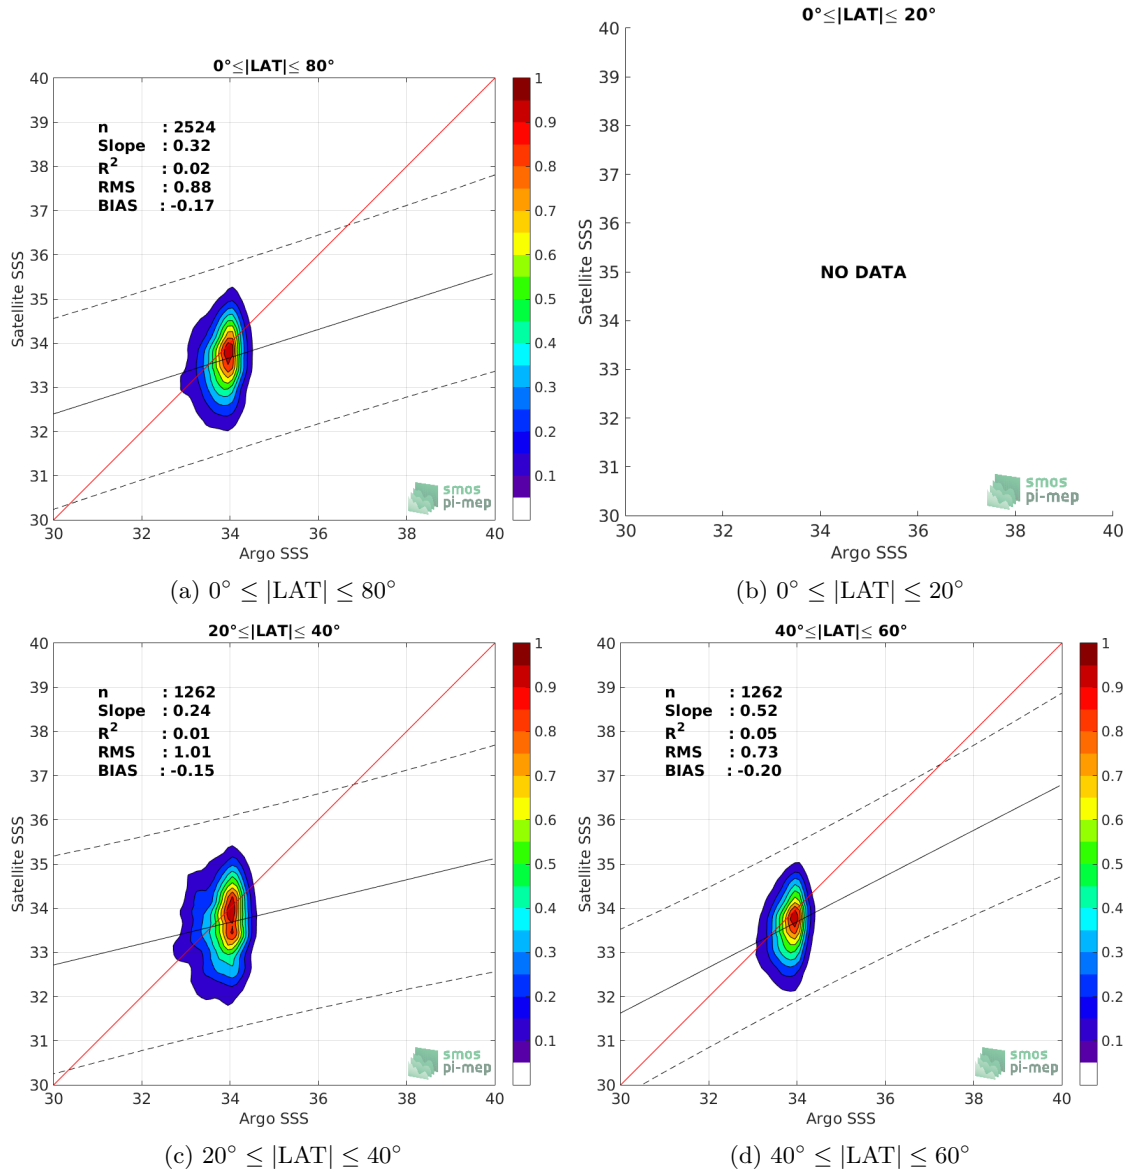 0°≤|LAT|≤ 80°
40
39
38
37
36
35
34
33
32
31
30
30
32
34
36
38
40
Satellite SSS
Argo SSS
n : 2524
Slope : 0.32
R² : 0.02
RMS : 0.88
BIAS : -0.17
1
0.9
0.8
0.7
0.6
0.5
0.4
0.3
0.2
0.1
smos
pi-mep
(a) 0° ≤ |LAT| ≤ 80°
0°≤|LAT|≤ 20°
40
39
38
37
36
35
34
33
32
31
30
30
32
34
36
38
40
Satellite SSS
Argo SSS
NO DATA
smos
pi-mep
(b) 0° ≤ |LAT| ≤ 20°
20°≤|LAT|≤ 40°
40
39
38
37
36
35
34
33
32
31
30
30
32
34
36
38
40
Satellite SSS
Argo SSS
n : 1262
Slope : 0.24
R² : 0.01
RMS : 1.01
BIAS : -0.15
1
0.9
0.8
0.7
0.6
0.5
0.4
0.3
0.2
0.1
smos
pi-mep
(c) 20° ≤ |LAT| ≤ 40°
40°≤|LAT|≤ 60°
40
39
38
37
36
35
34
33
32
31
30
30
32
34
36
38
40
Satellite SSS
Argo SSS
n : 1262
Slope : 0.52
R² : 0.05
RMS : 0.73
BIAS : -0.20
1
0.9
0.8
0.7
0.6
0.5
0.4
0.3
0.2
0.1
smos
pi-mep
(d) 40° ≤ |LAT| ≤ 60°